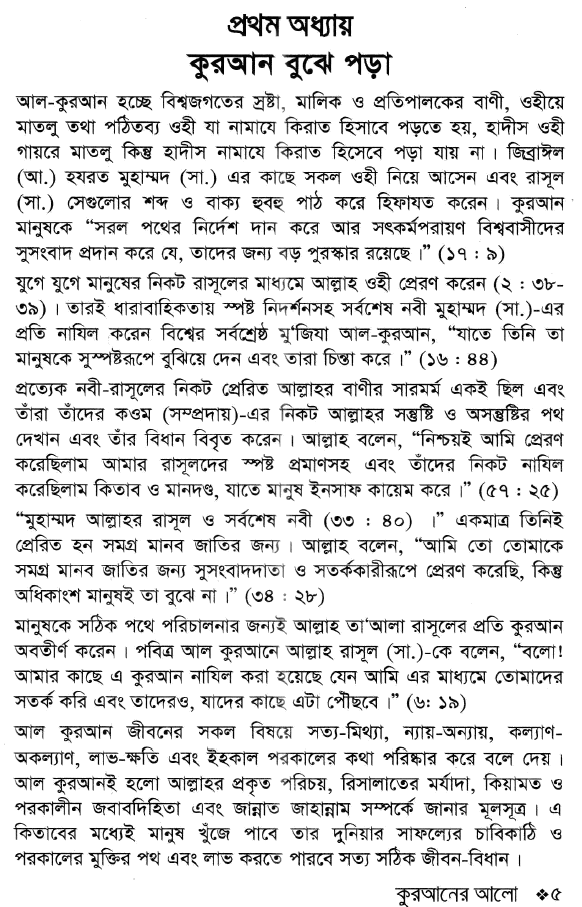 প্রথম অধ্যায়
কুরআন বুঝে পড়া
আল-কুরআন হচ্ছে বিশ্বজগতের স্রষ্টা, মালিক ও প্রতিপালকের বাণী, ওহীয়ে
মাতলু তথা পঠিতব্য ওহী যা নামাযে কিরাত হিসাবে পড়তে হয়, হাদীস ওহী
গায়রে মাতলু কিন্তু হাদীস নামাযে কিরাত হিসেবে পড়া যায় না। জিব্রাঈল
(আ.) হযরত মুহাম্মদ (সা.) এর কাছে সকল ওহী নিয়ে আসেন এবং রাসূল
(সা.) সেগুলোর শব্দ ও বাক্য হুবহু পাঠ করে হিফাযত করেন। কুরআন
মানুষকে “সরল পথের নির্দেশ দান করে আর সৎকর্মপরায়ণ বিশ্বাসীদের
সুসংবাদ প্রদান করে যে, তাদের জন্য বড় পুরস্কার রয়েছে।” (১৭ : ৯)
যুগে যুগে মানুষের নিকট রাসূলের মাধ্যমে আল্লাহ ওহী প্রেরণ করেন (২ : ৩৮-
৩৯)। তারই ধারাবাহিকতায় স্পষ্ট নিদর্শনসহ সর্বশেষ নবী মুহাম্মদ (সা.)-এর
প্রতি নাযিল করেন বিশ্বের সর্বশ্রেষ্ঠ মু‘জিযা আল-কুরআন, “যাতে তিনি তা
মানুষকে সুস্পষ্টরূপে বুঝিয়ে দেন এবং তারা চিন্তা করে।” (১৬ : ৪৪)
প্রত্যেক নবী-রাসূলের নিকট প্রেরিত আল্লাহর বাণীর সারমর্ম একই ছিল এবং
তাঁরা তাঁদের কওম (সম্প্রদায়)-এর নিকট আল্লাহর সন্তুষ্টি ও অসন্তুষ্টির পথ
দেখান এবং তাঁর বিধান বিবৃত করেন। আল্লাহ বলেন, “নিশ্চয়ই আমি প্রেরণ
করেছিলাম আমার রাসূলদের স্পষ্ট প্রমাণসহ এবং তাঁদের নিকট নাযিল
করেছিলাম কিতাব ও মানদণ্ড, যাতে মানুষ ইনসাফ কায়েম করে।” (৫৭ : ২৫)
“মুহাম্মদ আল্লাহর রাসূল ও সর্বশেষ নবী (৩৩ : ৪০) ।” একমাত্র তিনিই
প্রেরিত হন সমগ্র মানব জাতির জন্য। আল্লাহ বলেন, “আমি তো তোমাকে
সমগ্র মানব জাতির জন্য সুসংবাদদাতা ও সতর্ককারীরূপে প্রেরণ করেছি, কিন্তু
অধিকাংশ মানুষই তা বুঝে না।” (৩৪ : ২৮)
মানুষকে সঠিক পথে পরিচালনার জন্যই আল্লাহ তা‘আলা রাসূলের প্রতি কুরআন
অবতীর্ণ করেন। পবিত্র আল কুরআনে আল্লাহ রাসূল (সা.)-কে বলেন, “বলো!
আমার কাছে এ কুরআন নাযিল করা হয়েছে যেন আমি এর মাধ্যমে তোমাদের
সতর্ক করি এবং তাদেরও, যাদের কাছে এটা পৌঁছবে।” (৬: ১৯)
আল কুরআন জীবনের সকল বিষয়ে সত্য-মিথ্যা, ন্যায়-অন্যায়, কল্যাণ-
অকল্যাণ, লাভ-ক্ষতি এবং ইহকাল পরকালের কথা পরিষ্কার করে বলে দেয়।
আল কুরআনই হলো আল্লাহর প্রকৃত পরিচয়, রিসালাতের মর্যাদা, কিয়ামত ও
পরকালীন জবাবদিহিতা এবং জান্নাত জাহান্নাম সম্পর্কে জানার মূলসূত্র। এ
কিতাবের মধ্যেই মানুষ খুঁজে পাবে তার দুনিয়ার সাফল্যের চাবিকাঠি ও
পরকালের মুক্তির পথ এবং লাভ করতে পারবে সত্য সঠিক জীবন-বিধান।
কুরআনের আলো ❖৫